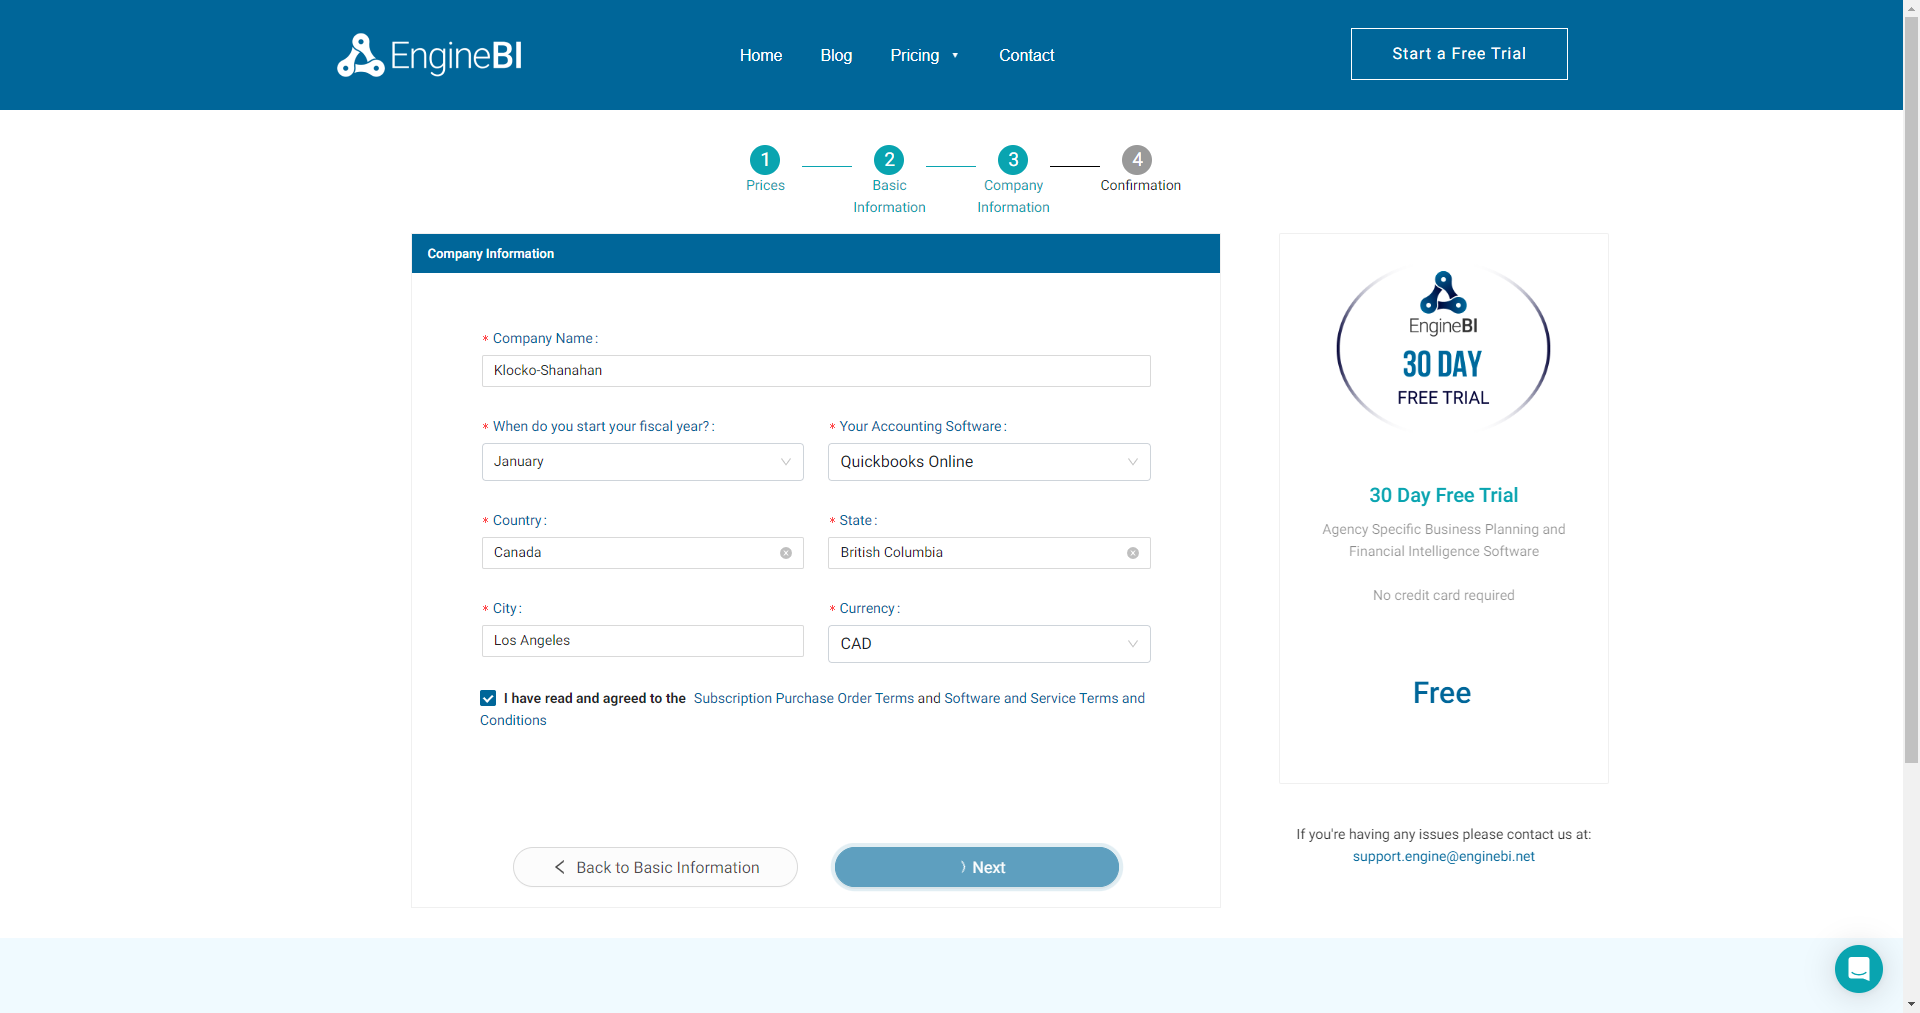 EngineBI
Home
Blog
Pricing
Contact
Start a Free Trial
1
2
3
4
Prices
Basic
Information
Company
Information
Confirmation
Company Information
* Company Name :
Klocko-Shanahan
* When do you start your fiscal year? :
* Your Accounting Software :
January
Quickbooks Online
* Country :
* State :
Canada
British Columbia
* City :
* Currency :
Los Angeles
CAD
I have read and agreed to the Subscription Purchase Order Terms and Software and Service Terms and
Conditions
Back to Basic Information
Next
EngineBI
30 DAY
FREE TRIAL
30 Day Free Trial
Agency Specific Business Planning and
Financial Intelligence Software
No credit card required
Free
If you're having any issues please contact us at:
support.engine@enginebi.net